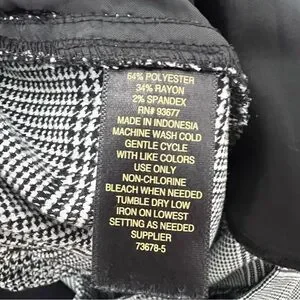 64% POLYESTER
34% RAYON
2% SPANDEX
RN# 93677
MADE IN INDONESIA
MACHINE WASH COLD
GENTLE CYCLE
WITH LIKE COLORS
USE ONLY
NON-CHLORINE
BLEACH WHEN NEEDED
TUMBLE DRY LOW
IRON ON LOWEST
SETTING AS NEEDED
SUPPLIER
73678-5